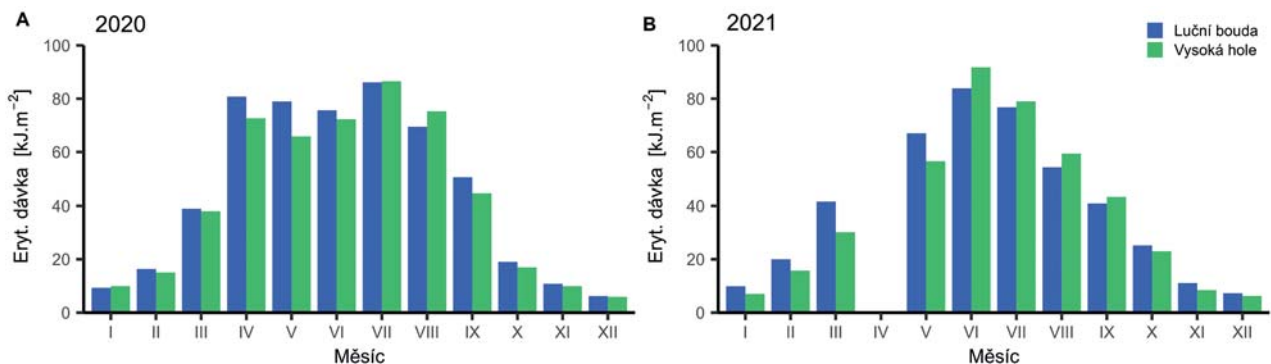 A 2020
Eryt. dávka [kJ.m⁻²]
100
80
60
40
20
0
I II III IV V VI VII VIII IX X XI XII
Měsíc
B 2021
Luční bouda
Vysoká hole
Eryt. dávka [kJ.m⁻²]
100
80
60
40
20
0
I II III IV V VI VII VIII IX X XI XII
Měsíc